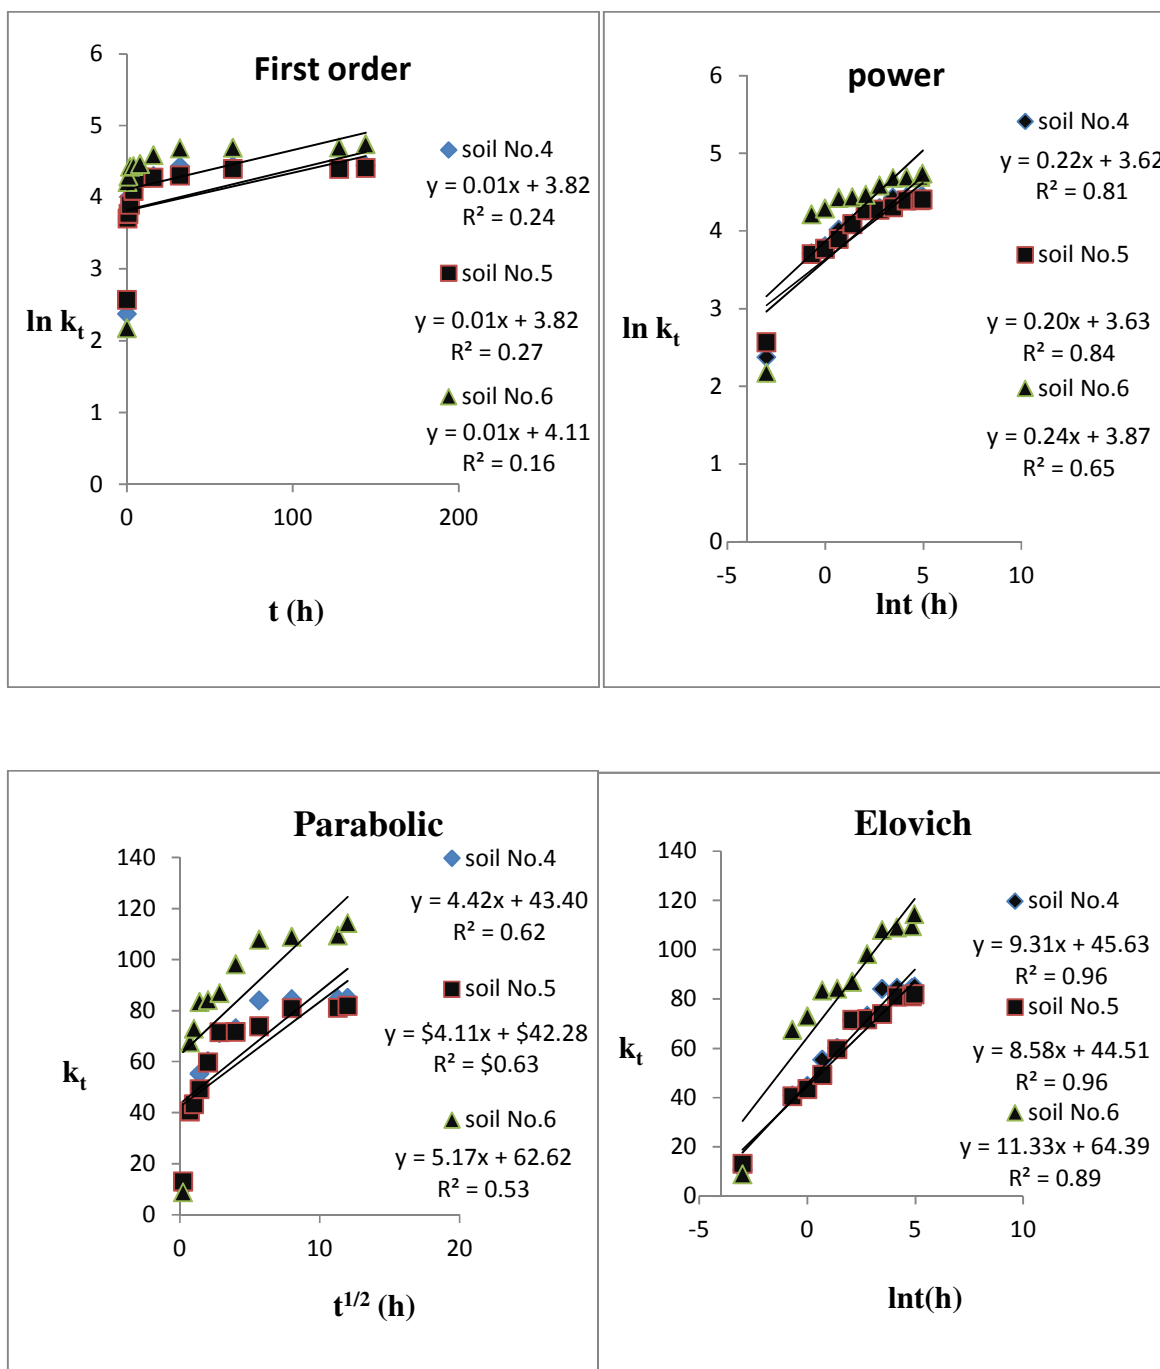 First order
6
5
4
3
2
1
0
0
100
200
ln kt
t (h)
soil No.4
y = 0.01x + 3.82
R² = 0.24
soil No.5
y = 0.01x + 3.82
R² = 0.27
soil No.6
y = 0.01x + 4.11
R² = 0.16
power
6
5
4
3
2
1
0
-5
0
5
10
ln kt
lnt (h)
soil No.4
y = 0.22x + 3.62
R² = 0.81
soil No.5
y = 0.20x + 3.63
R² = 0.84
soil No.6
y = 0.24x + 3.87
R² = 0.65
Parabolic
140
120
100
80
60
40
20
0
0
10
20
kt
t1/2 (h)
soil No.4
y = 4.42x + 43.40
R² = 0.62
soil No.5
y = $4.11x + $42.28
R² = $0.63
soil No.6
y = 5.17x + 62.62
R² = 0.53
Elovich
140
120
100
80
60
40
20
0
-5
0
5
10
kt
lnt(h)
soil No.4
y = 9.31x + 45.63
R² = 0.96
soil No.5
y = 8.58x + 44.51
R² = 0.96
soil No.6
y = 11.33x + 64.39
R² = 0.89